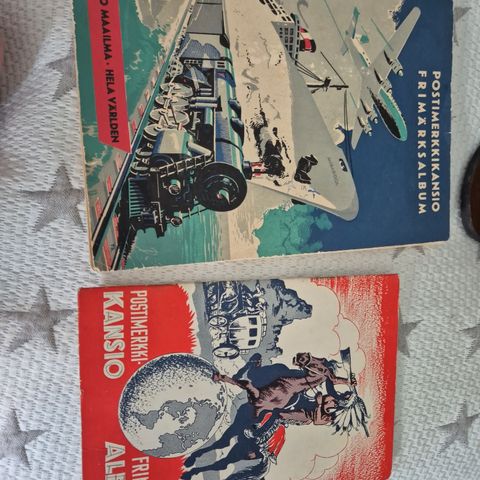 POSTIMERKKIKANSIO
FRIMÄRKSALBUM
MAAILMA · HELA VÄRLDEN
POSTIMERKKI-
KANSIO
FRI
AL